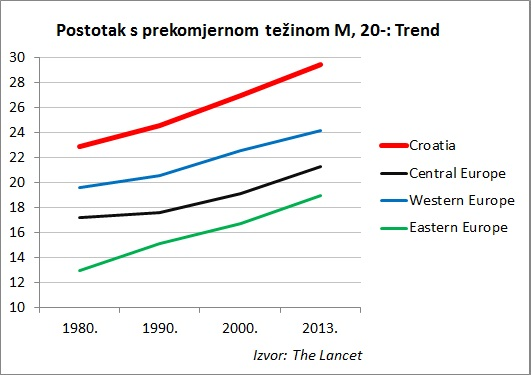 Postotak s prekomjernom težinom M, 20-: Trend
30
28
26
24
22
20
18
16
14
12
10
1980.
1990.
2000.
2013.
Croatia
Central Europe
Western Europe
Eastern Europe
Izvor: The Lancet